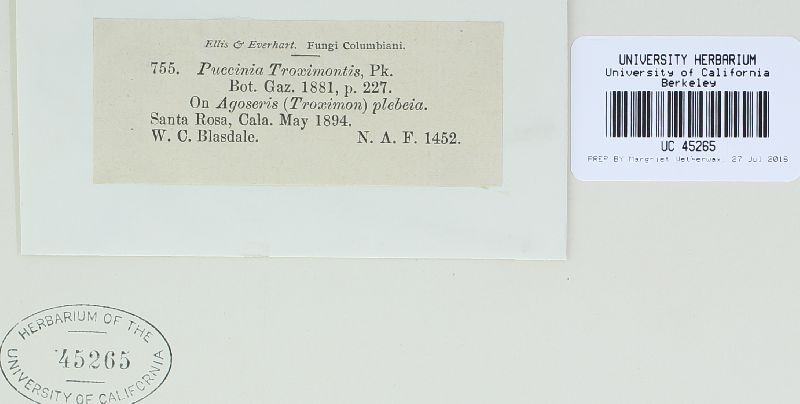 Ellis & Everhart. Fungi Columbiani.
755. Puccinia Troximontis, Pk.
Bot. Gaz. 1881, p. 227.
On Agoseris (Troximon) plebeia.
Santa Rosa, Cala. May 1894.
W. C. Blasdale. N. A. F. 1452.
UNIVERSITY HERBARIUM
University of California
Berkeley
UC 45265
PREP BY Margriet Wetherwax, 27 Jul 2016
HERBARIUM OF THE
45265
UNIVERSITY OF CALIFORNIA